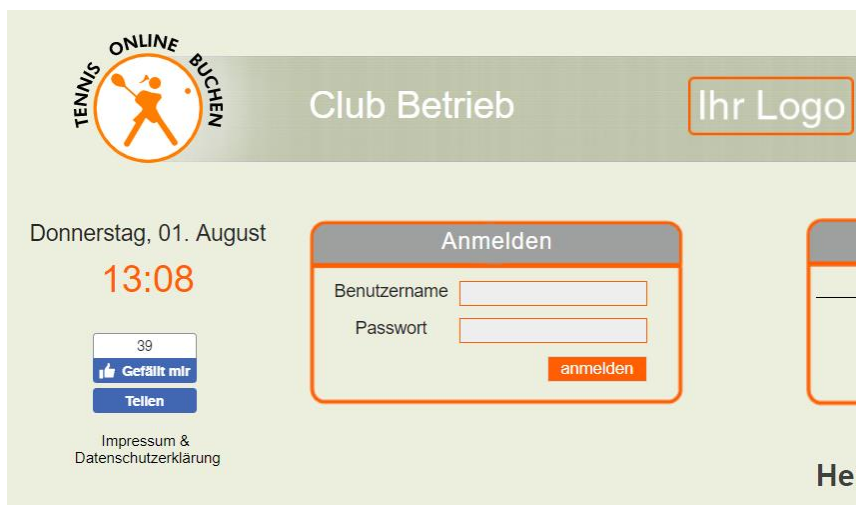 TENNIS ONLINE BUCHEN
Club Betrieb
Ihr Logo
Donnerstag, 01. August
13:08
39
Gefällt mir
Teilen
Impressum &
Datenschutzerklärung
Anmelden
Benutzername
Passwort
anmelden
He